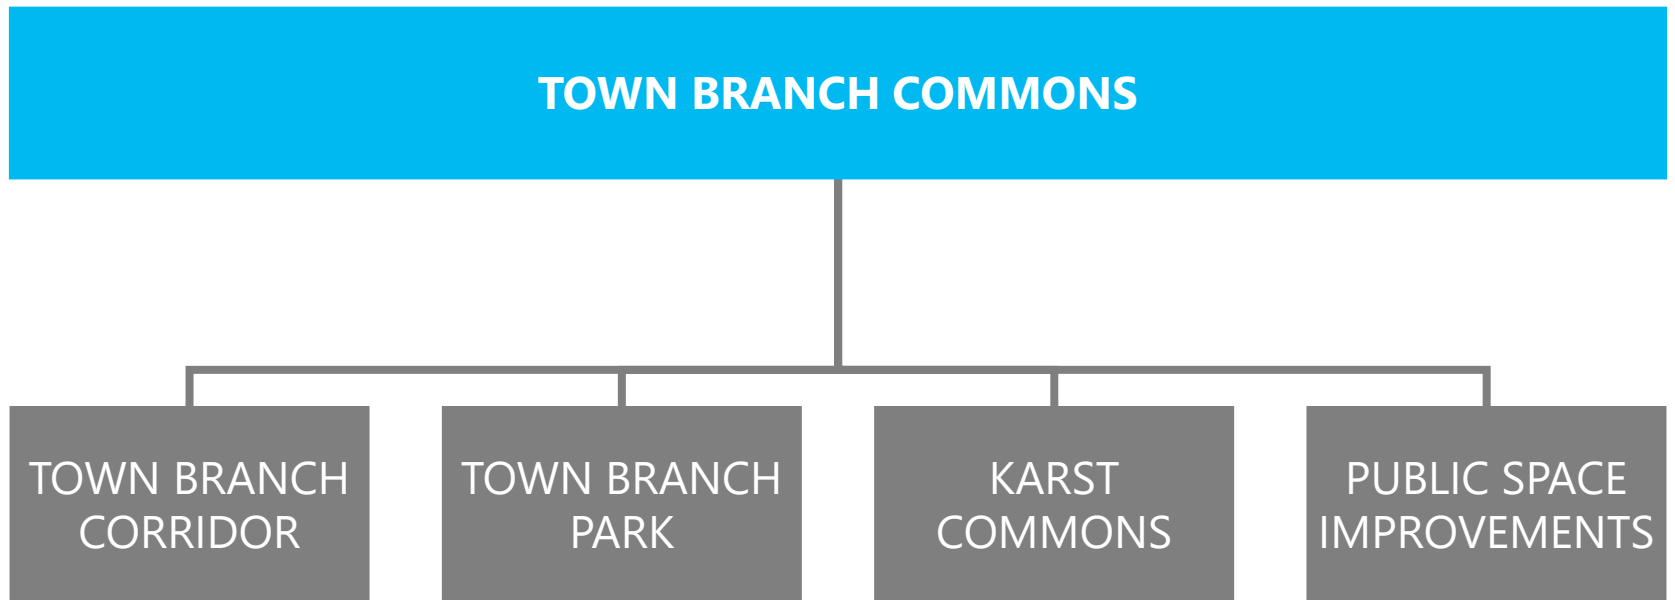 TOWN BRANCH COMMONS
TOWN BRANCH
CORRIDOR
TOWN BRANCH
PARK
KARST
COMMONS
PUBLIC SPACE
IMPROVEMENTS